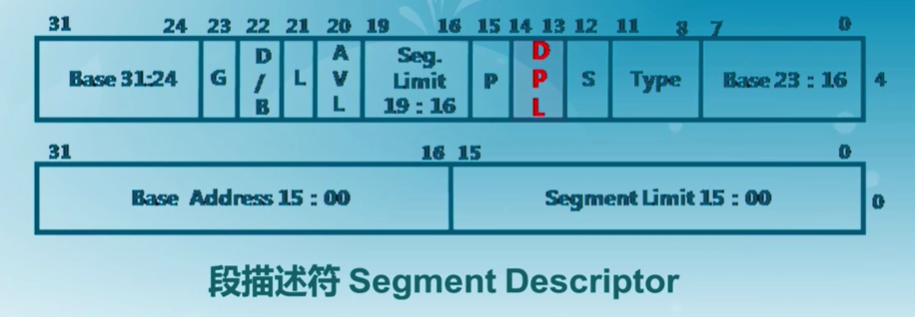 31 24 23 22 21 20 19 16 15 14 13 12 11 8 7 0
Base 31:24 G D/B L AVL Seg. Limit 19 : 16 P DPL S Type Base 23 : 16 4
31 16 15 0
Base Address 15 : 00 Segment Limit 15 : 00 0
段描述符 Segment Descriptor